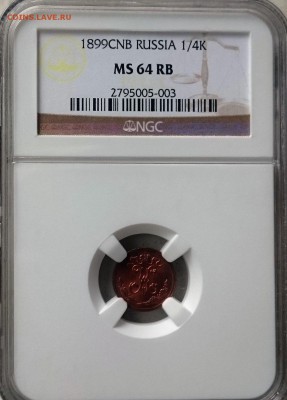 COINS.LAVE.RU
1899CNB RUSSIA 1/4K
MS 64 RB
2795005-003
NGC